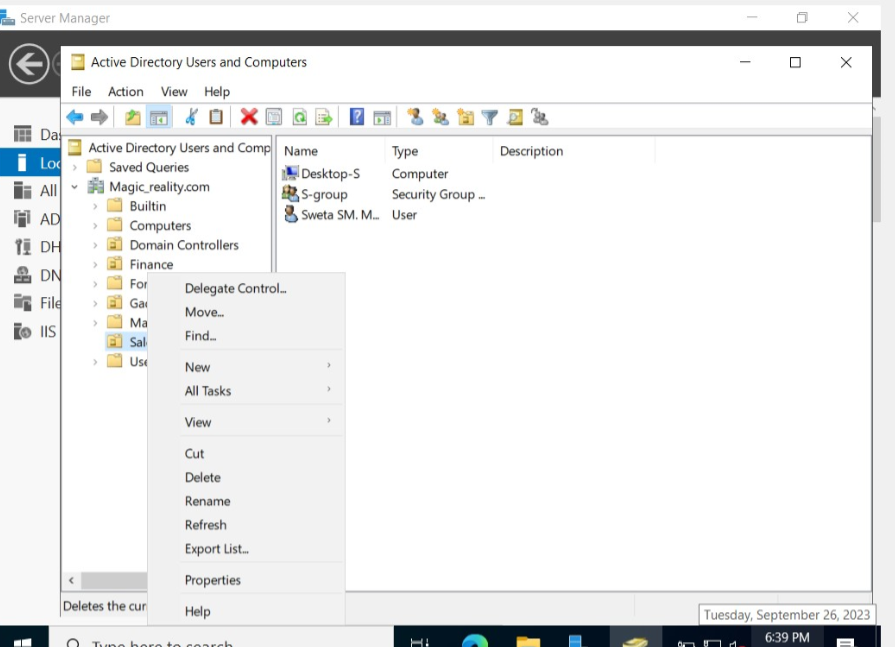 Server Manager
Active Directory Users and Computers
File Action View Help
Das
Loc
All
AD
DH
DN
File
IIS
Active Directory Users and Comp
Saved Queries
Magic_reality.com
Builtin
Computers
Domain Controllers
Finance
For
Gac
Ma
Sal
Use
Name Type Description
Desktop-S Computer
S-group Security Group ...
Sweta SM. M... User
Delegate Control...
Move...
Find...
New
All Tasks
View
Cut
Delete
Rename
Refresh
Export List...
Properties
Help
Deletes the cur
Tuesday, September 26, 2023
Type here to search
6:39 PM